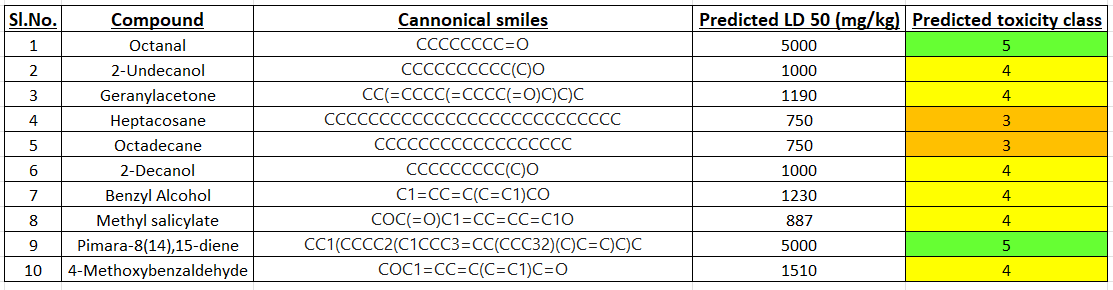 Sl.No. Compound Cannonical smiles Predicted LD 50 (mg/kg) Predicted toxicity class
1 Octanal CCCCCCCC=O 5000 5
2 2-Undecanol CCCCCCCCCC(C)O 1000 4
3 Geranylacetone CC(=CCCC(=CCCC(=O)C)C)C 1190 4
4 Heptacosane CCCCCCCCCCCCCCCCCCCCCCCCCCC 750 3
5 Octadecane CCCCCCCCCCCCCCCCCC 750 3
6 2-Decanol CCCCCCCCC(C)O 1000 4
7 Benzyl Alcohol C1=CC=C(C=C1)CO 1230 4
8 Methyl salicylate COC(=O)C1=CC=CC=C1O 887 4
9 Pimara-8(14),15-diene CC1(CCCC2(C1CCC3=CC(CCC32)(C)C=C)C)C 5000 5
10 4-Methoxybenzaldehyde COC1=CC=C(C=C1)C=O 1510 4